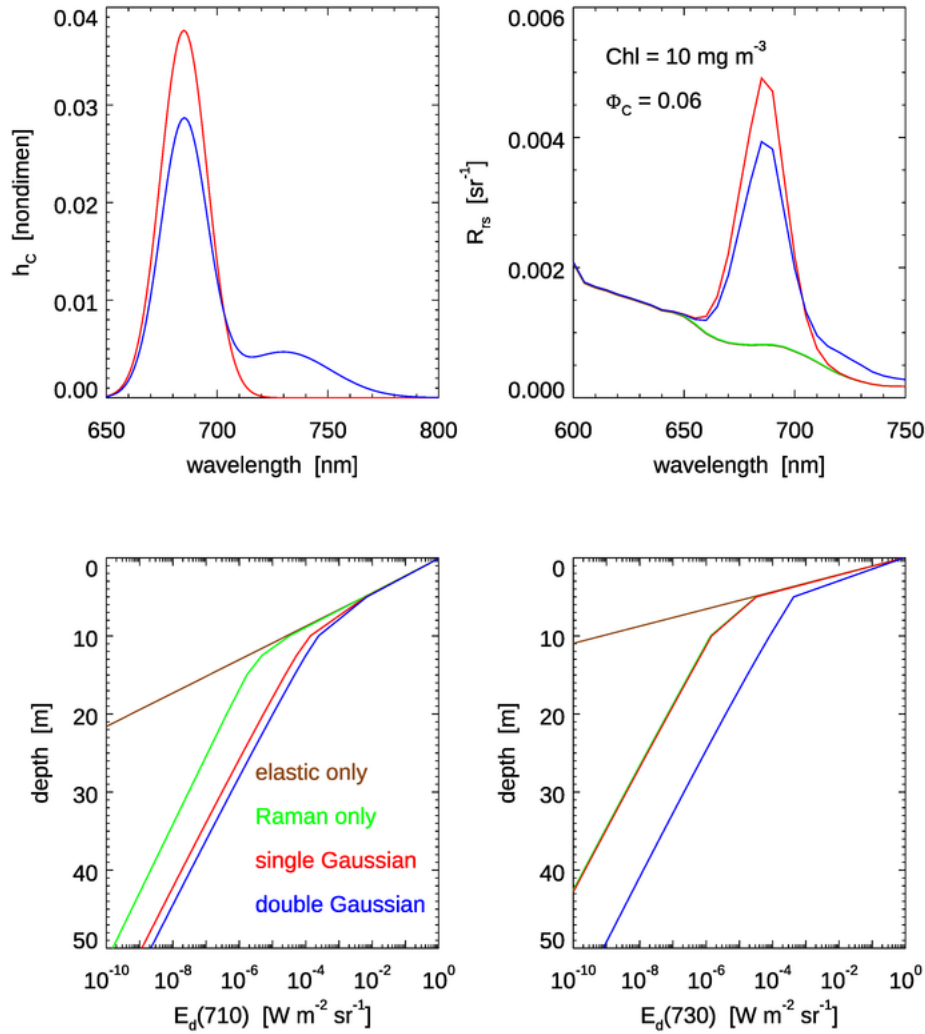 0.04
0.03
0.02
0.01
0.00
h_C [nondimen]
650 700 750 800
wavelength [nm]
0.006
0.004
0.002
0.000
R_rs [sr⁻¹]
Chl = 10 mg m⁻³
Φ_C = 0.06
600 650 700 750
wavelength [nm]
0
10
20
30
40
50
depth [m]
elastic only
Raman only
single Gaussian
double Gaussian
10⁻¹⁰ 10⁻⁸ 10⁻⁶ 10⁻⁴ 10⁻² 10⁰
E_d(710) [W m⁻² sr⁻¹]
0
10
20
30
40
50
depth [m]
10⁻¹⁰ 10⁻⁸ 10⁻⁶ 10⁻⁴ 10⁻² 10⁰
E_d(730) [W m⁻² sr⁻¹]